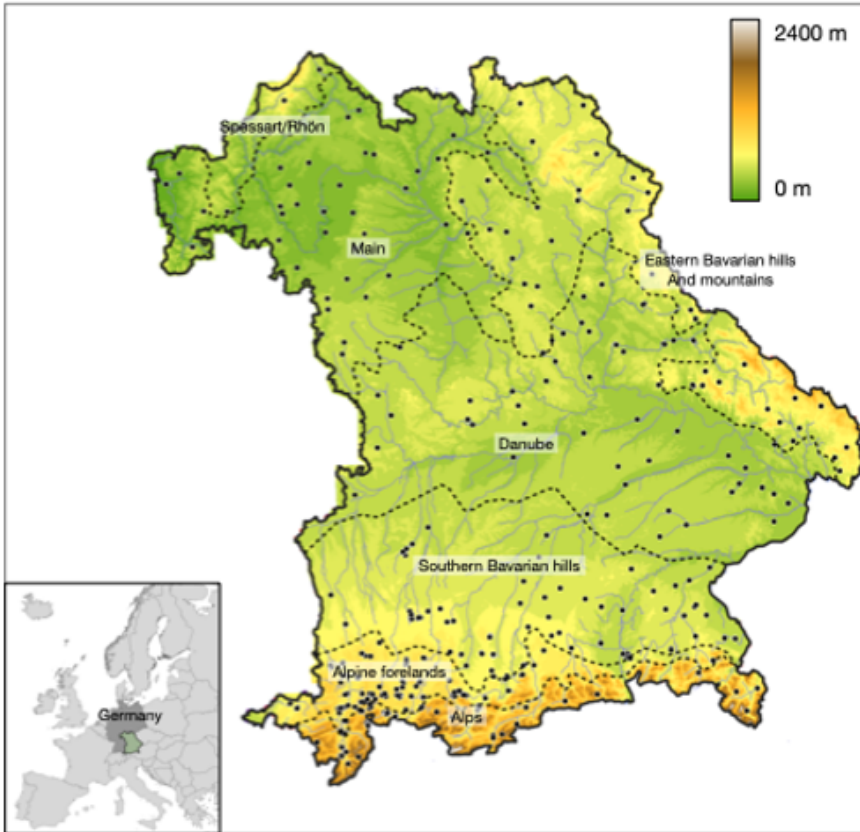 2400 m
0 m
Spessart/Rhön
Main
Eastern Bavarian hills
And mountains
Danube
Southern Bavarian hills
Alpine forelands
Alps
Germany